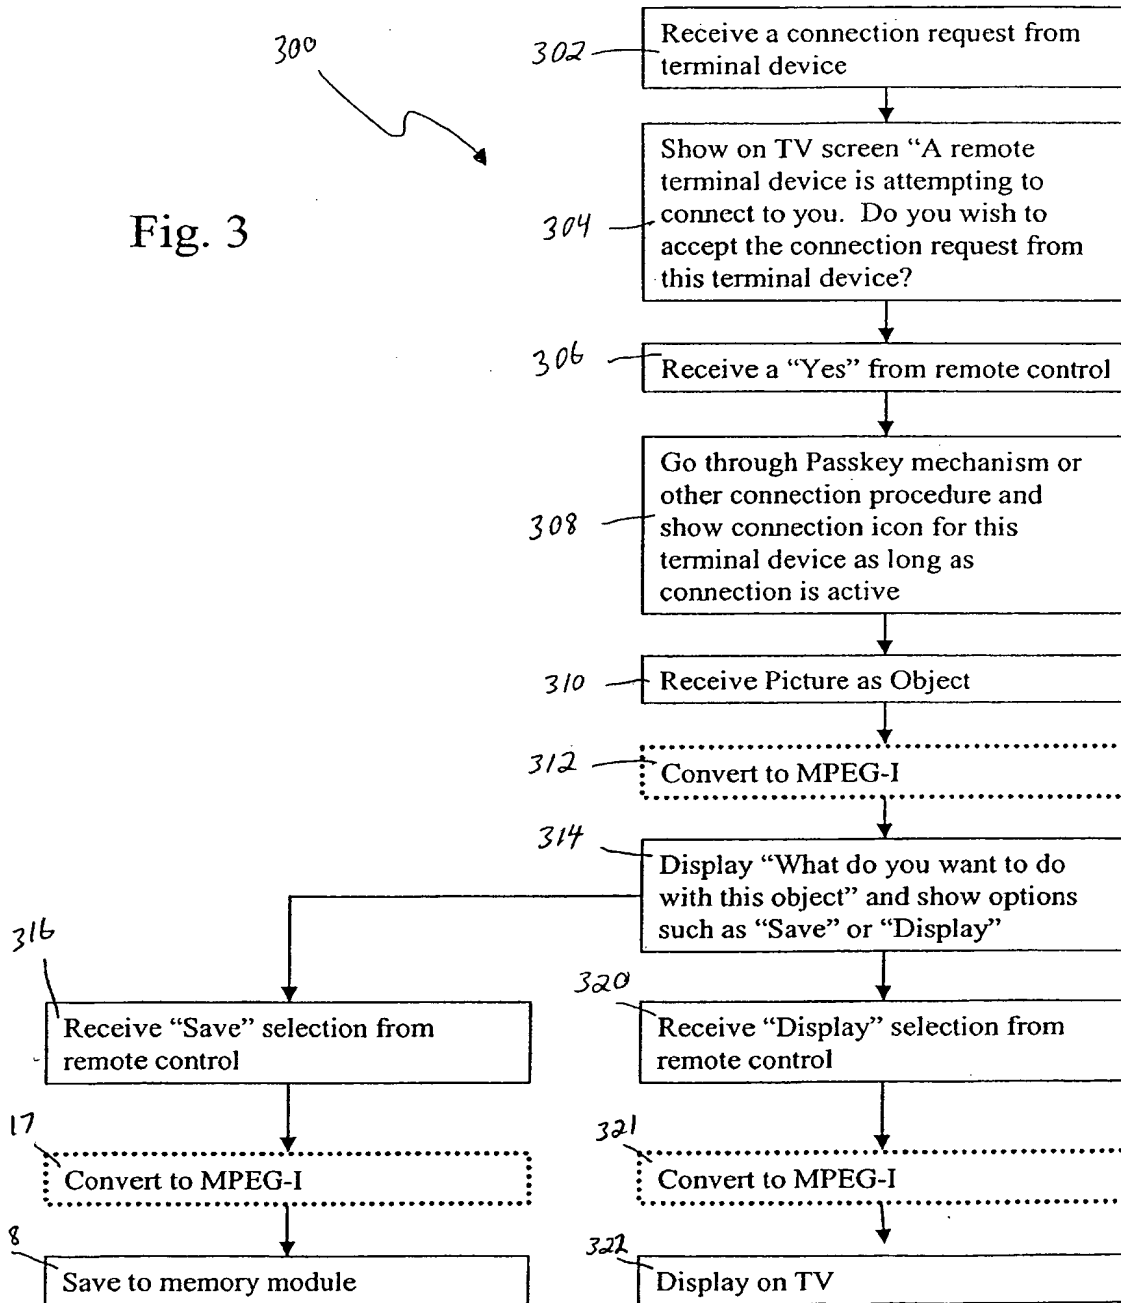 300
Fig. 3
302
Receive a connection request from
terminal device
304
Show on TV screen “A remote
terminal device is attempting to
connect to you. Do you wish to
accept the connection request from
this terminal device?
306
Receive a “Yes” from remote control
308
Go through Passkey mechanism or
other connection procedure and
show connection icon for this
terminal device as long as
connection is active
310
Receive Picture as Object
312
Convert to MPEG-I
314
Display “What do you want to do
with this object” and show options
such as “Save” or “Display”
316
Receive “Save” selection from
remote control
17
Convert to MPEG-I
8
Save to memory module
320
Receive “Display” selection from
remote control
321
Convert to MPEG-I
322
Display on TV